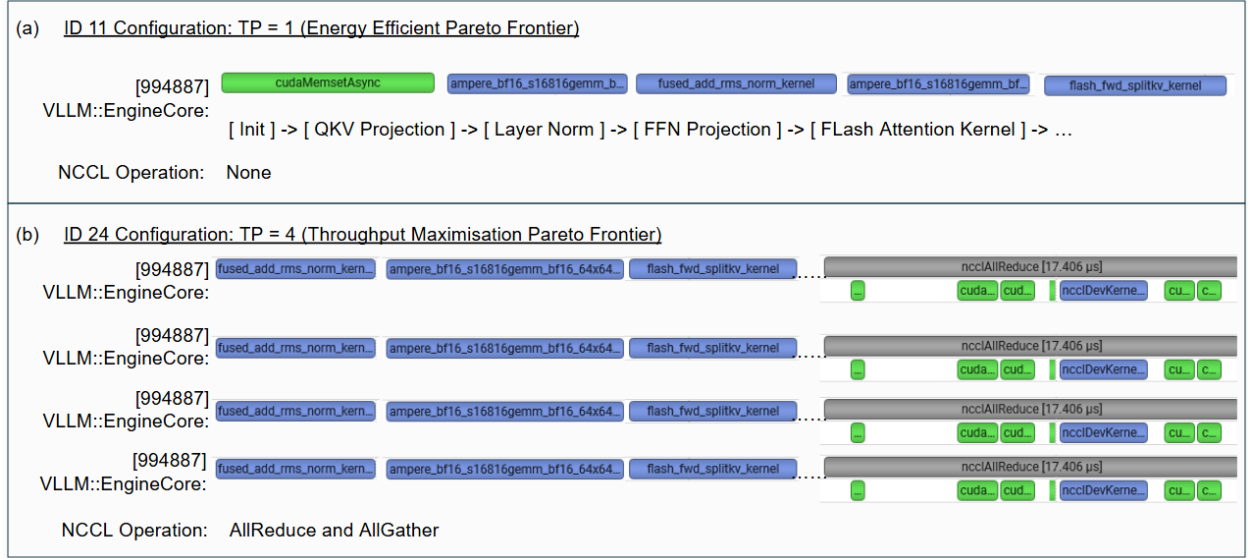 (a) ID 11 Configuration: TP = 1 (Energy Efficient Pareto Frontier)
[994887] VLLM::EngineCore:
cudaMemsetAsync ampere_bf16_s16816gemm_b... fused_add_rms_norm_kernel ampere_bf16_s16816gemm_bf... flash_fwd_splitkv_kernel
[ Init ] -> [ QKV Projection ] -> [ Layer Norm ] -> [ FFN Projection ] -> [ FLash Attention Kernel ] -> ...
NCCL Operation: None
(b) ID 24 Configuration: TP = 4 (Throughput Maximisation Pareto Frontier)
[994887] fused_add_rms_norm_kern... ampere_bf16_s16816gemm_bf16_64x64... flash_fwd_splitkv_kernel ...... ncclAllReduce [17.406 µs]
VLLM::EngineCore: ... cuda... cud... ncclDevKerne... cu... c...
[994887] fused_add_rms_norm_kern... ampere_bf16_s16816gemm_bf16_64x64... flash_fwd_splitkv_kernel ...... ncclAllReduce [17.406 µs]
VLLM::EngineCore: ... cuda... cud... ncclDevKerne... cu... c...
[994887] fused_add_rms_norm_kern... ampere_bf16_s16816gemm_bf16_64x64... flash_fwd_splitkv_kernel ...... ncclAllReduce [17.406 µs]
VLLM::EngineCore: ... cuda... cud... ncclDevKerne... cu... c...
[994887] fused_add_rms_norm_kern... ampere_bf16_s16816gemm_bf16_64x64... flash_fwd_splitkv_kernel ...... ncclAllReduce [17.406 µs]
VLLM::EngineCore: ... cuda... cud... ncclDevKerne... cu... c...
NCCL Operation: AllReduce and AllGather